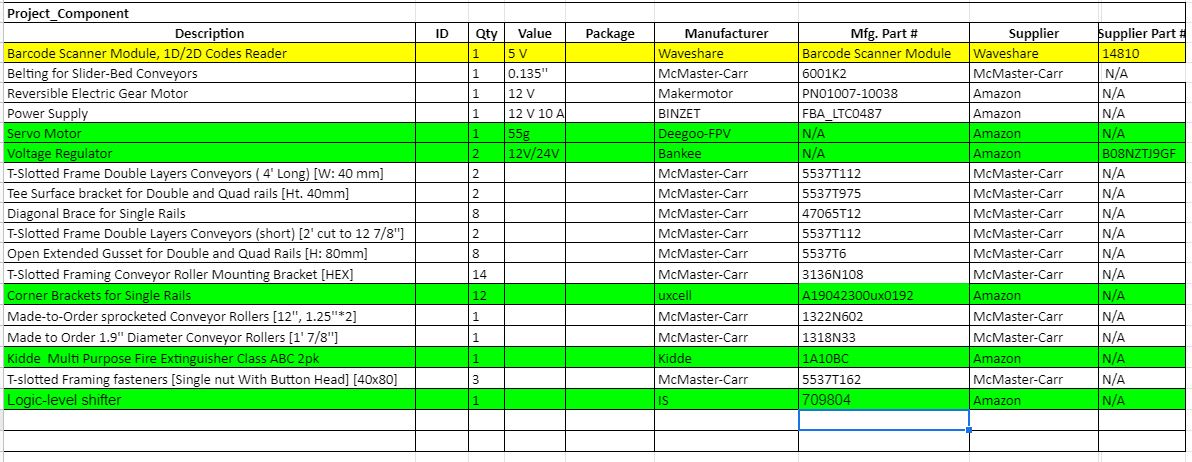 Project_Component
Description ID Qty Value Package Manufacturer Mfg. Part # Supplier Supplier Part #
Barcode Scanner Module, 1D/2D Codes Reader 1 5 V Waveshare Barcode Scanner Module Waveshare 14810
Belting for Slider-Bed Conveyors 1 0.135" McMaster-Carr 6001K2 McMaster-Carr N/A
Reversible Electric Gear Motor 1 12 V Makermotor PN01007-10038 Amazon N/A
Power Supply 1 12 V 10 A BINZET FBA_LTC0487 Amazon N/A
Servo Motor 1 55g Deegoo-FPV N/A Amazon N/A
Voltage Regulator 2 12V/24V Bankee N/A Amazon B08NZTJ9GF
T-Slotted Frame Double Layers Conveyors ( 4' Long) [W: 40 mm] 2 McMaster-Carr 5537T112 McMaster-Carr N/A
Tee Surface bracket for Double and Quad rails [Ht. 40mm] 2 McMaster-Carr 5537T975 McMaster-Carr N/A
Diagonal Brace for Single Rails 8 McMaster-Carr 47065T12 McMaster-Carr N/A
T-Slotted Frame Double Layers Conveyors (short) [2' cut to 12 7/8"] 2 McMaster-Carr 5537T112 McMaster-Carr N/A
Open Extended Gusset for Double and Quad Rails [H: 80mm] 8 McMaster-Carr 5537T6 McMaster-Carr N/A
T-Slotted Framing Conveyor Roller Mounting Bracket [HEX] 14 McMaster-Carr 3136N108 McMaster-Carr N/A
Corner Brackets for Single Rails 12 uxcell A19042300ux0192 Amazon N/A
Made-to-Order sprocketed Conveyor Rollers [12", 1.25"*2] 1 McMaster-Carr 1322N602 McMaster-Carr N/A
Made to Order 1.9" Diameter Conveyor Rollers [1' 7/8"] 1 McMaster-Carr 1318N33 McMaster-Carr N/A
Kidde Multi Purpose Fire Extinguisher Class ABC 2pk 1 Kidde 1A10BC Amazon N/A
T-slotted Framing fasteners [Single nut With Button Head] [40x80] 3 McMaster-Carr 5537T162 McMaster-Carr N/A
Logic-level shifter 1 IS 709804 Amazon N/A